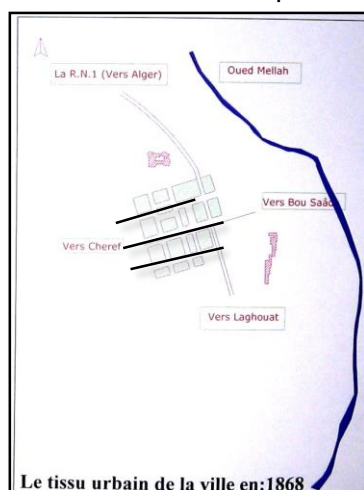 La R.N.1 (Vers Alger)
Oued Mellah
Vers Bou Saâd
Vers Cheref
Vers Laghouat
Le tissu urbain de la ville en:1868